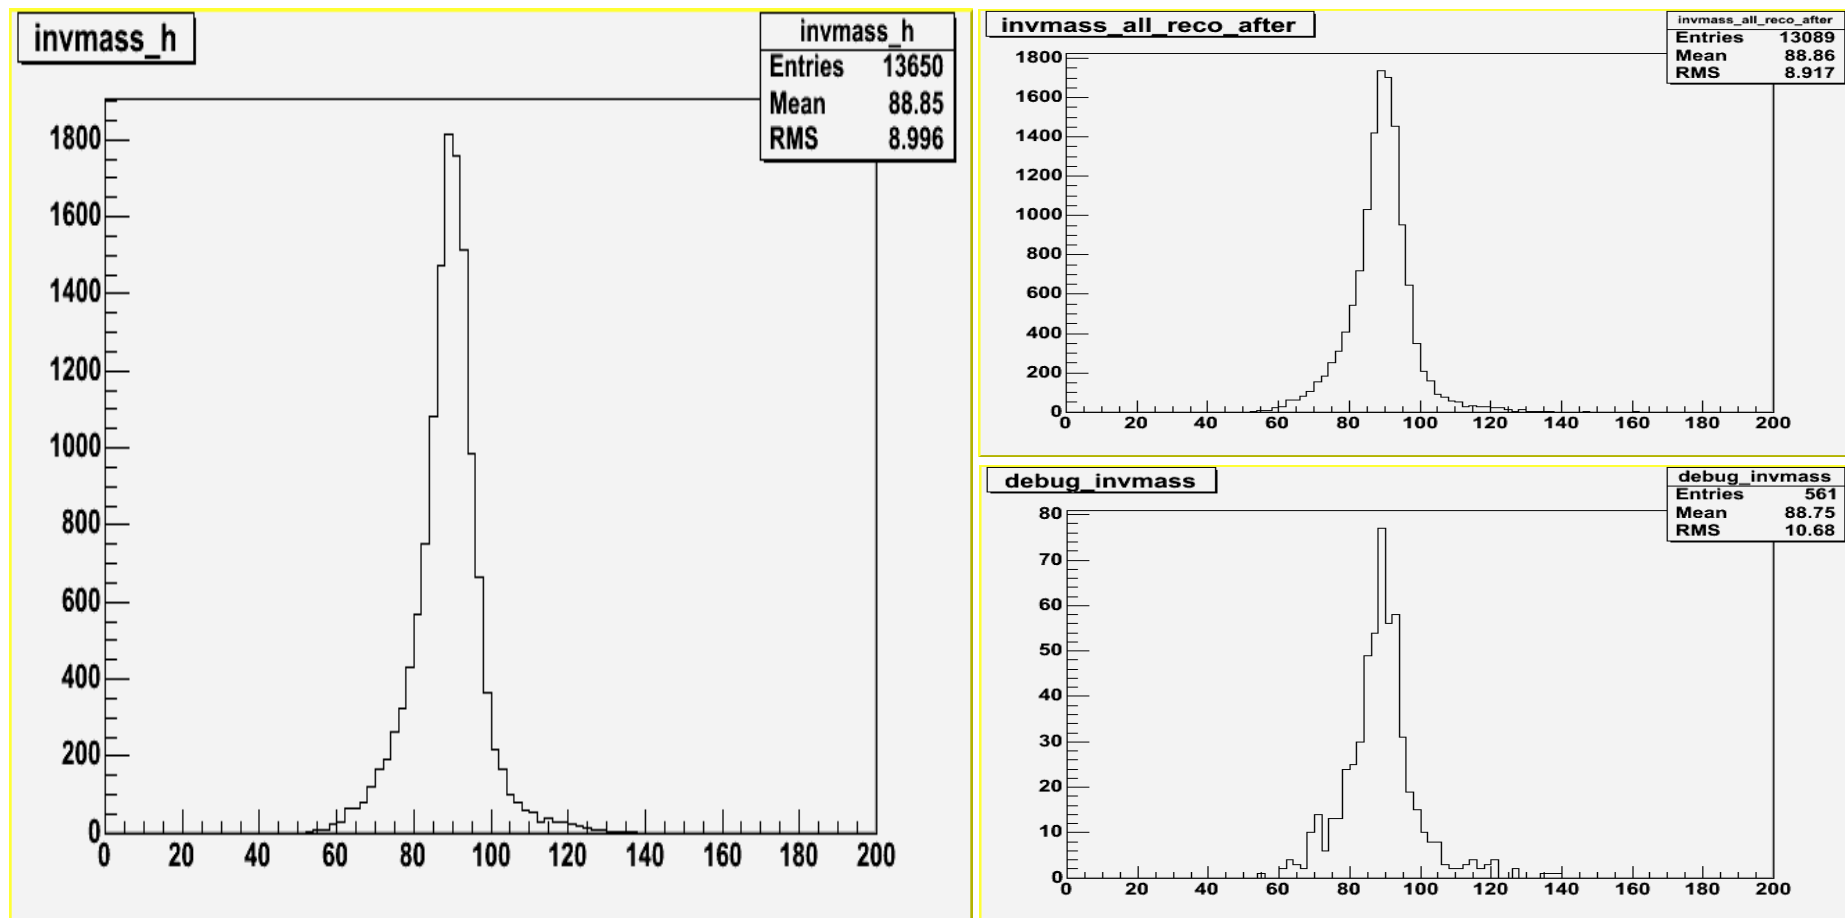 invmass_h
invmass_h
Entries 13650
Mean 88.85
RMS 8.996
1800
1600
1400
1200
1000
800
600
400
200
0
0 20 40 60 80 100 120 140 160 180 200
invmass_all_reco_after
invmass_all_reco_after
Entries 13089
Mean 88.86
RMS 8.917
1800
1600
1400
1200
1000
800
600
400
200
0
0 20 40 60 80 100 120 140 160 180 200
debug_invmass
debug_invmass
Entries 561
Mean 88.75
RMS 10.68
80
70
60
50
40
30
20
10
0
0 20 40 60 80 100 120 140 160 180 200